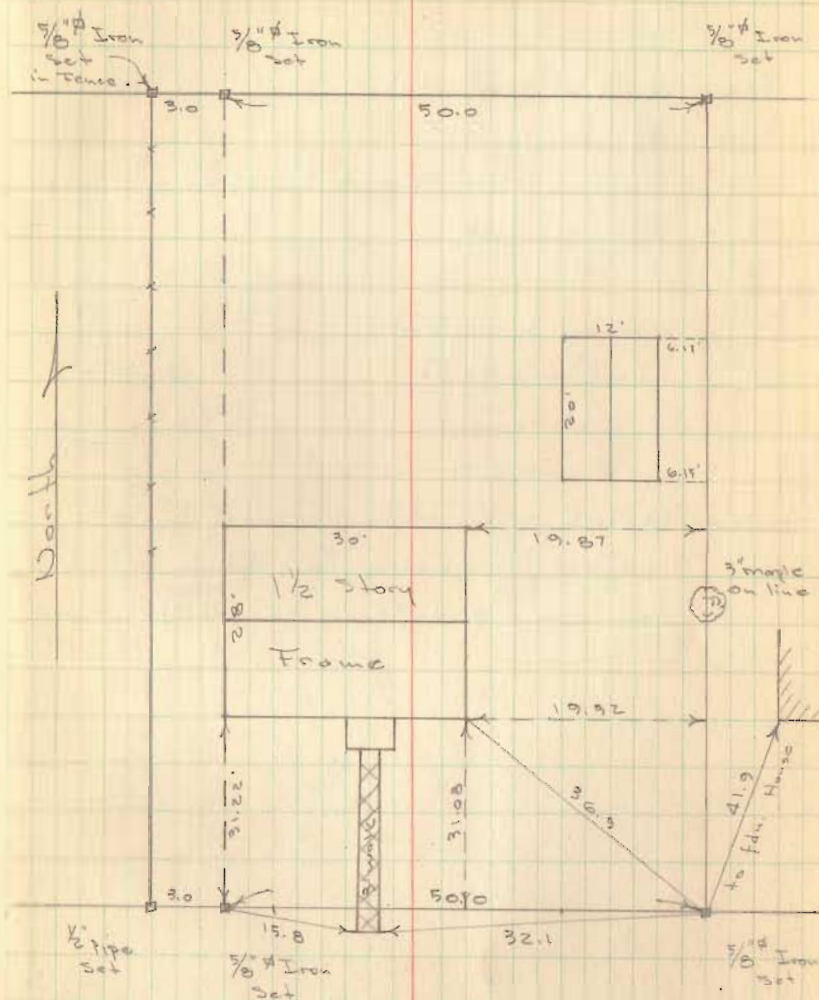 5/8"ø Iron
Set
in Fence.
5/8"ø Iron
Set
5/8"ø Iron
Set
3.0
50.0
North
12'
20'
6.17'
6.15'
30'
19.87
1 1/2 Story
28'
Frame
3" maple
on line
19.92
31.22
31.08
36.9
41.9
to fdn. House
3' walk
3.0
50.0
15.8
32.1
1/2" pipe
Set
5/8"ø Iron
Set
5/8"ø Iron
Set